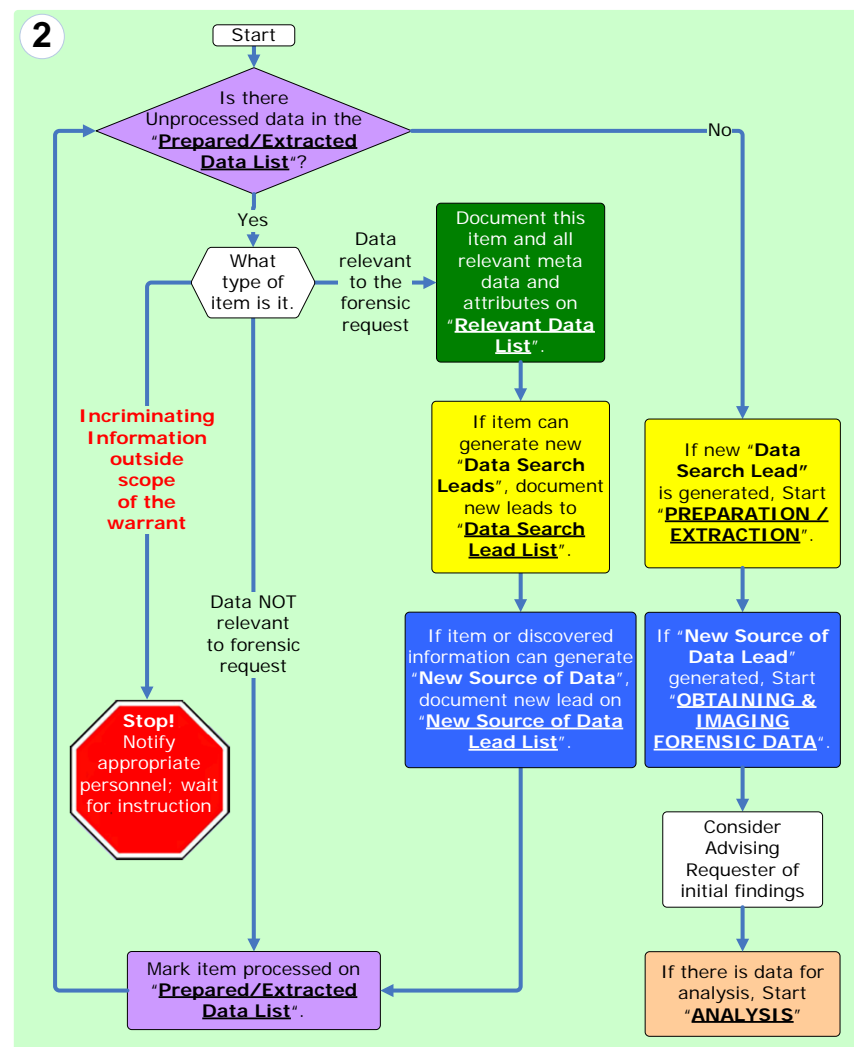 2
Start
Is there
Unprocessed data in the
“Prepared/Extracted
Data List“?
No
Yes
What
type of
item is it.
Data
relevant
to the
forensic
request
Document this
item and all
relevant meta
data and
attributes on
“Relevant Data
List”.
Incriminating
Information
outside
scope
of the
warrant
If item can
generate new
“Data Search
Leads”, document
new leads to
“Data Search
Lead List”.
If new “Data
Search Lead”
is generated, Start
“PREPARATION /
EXTRACTION”.
Data NOT
relevant
to forensic
request
If item or discovered
information can generate
“New Source of Data”,
document new lead on
“New Source of Data
Lead List”.
If “New Source of
Data Lead”
generated, Start
“OBTAINING &
IMAGING
FORENSIC DATA“.
Stop!
Notify
appropriate
personnel; wait
for instruction
Consider
Advising
Requester of
initial findings
Mark item processed on
“Prepared/Extracted
Data List“.
If there is data for
analysis, Start
“ANALYSIS”